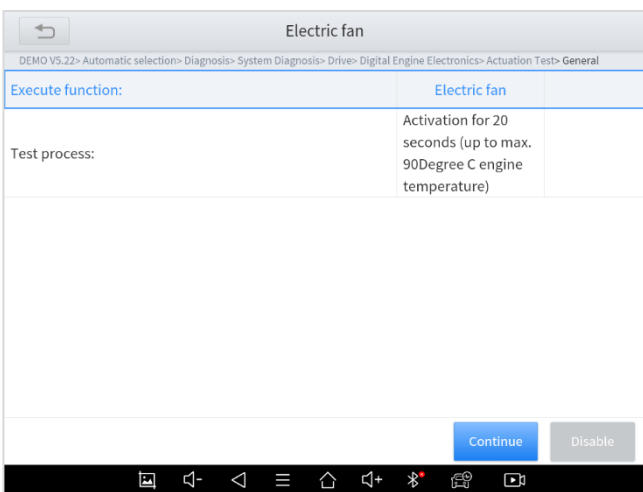 Electric fan
DEMO V5.22> Automatic selection> Diagnosis> System Diagnosis> Drive> Digital Engine Electronics> Actuation Test> General
Execute function:
Electric fan
Test process:
Activation for 20
seconds (up to max.
90Degree C engine
temperature)
Continue
Disable